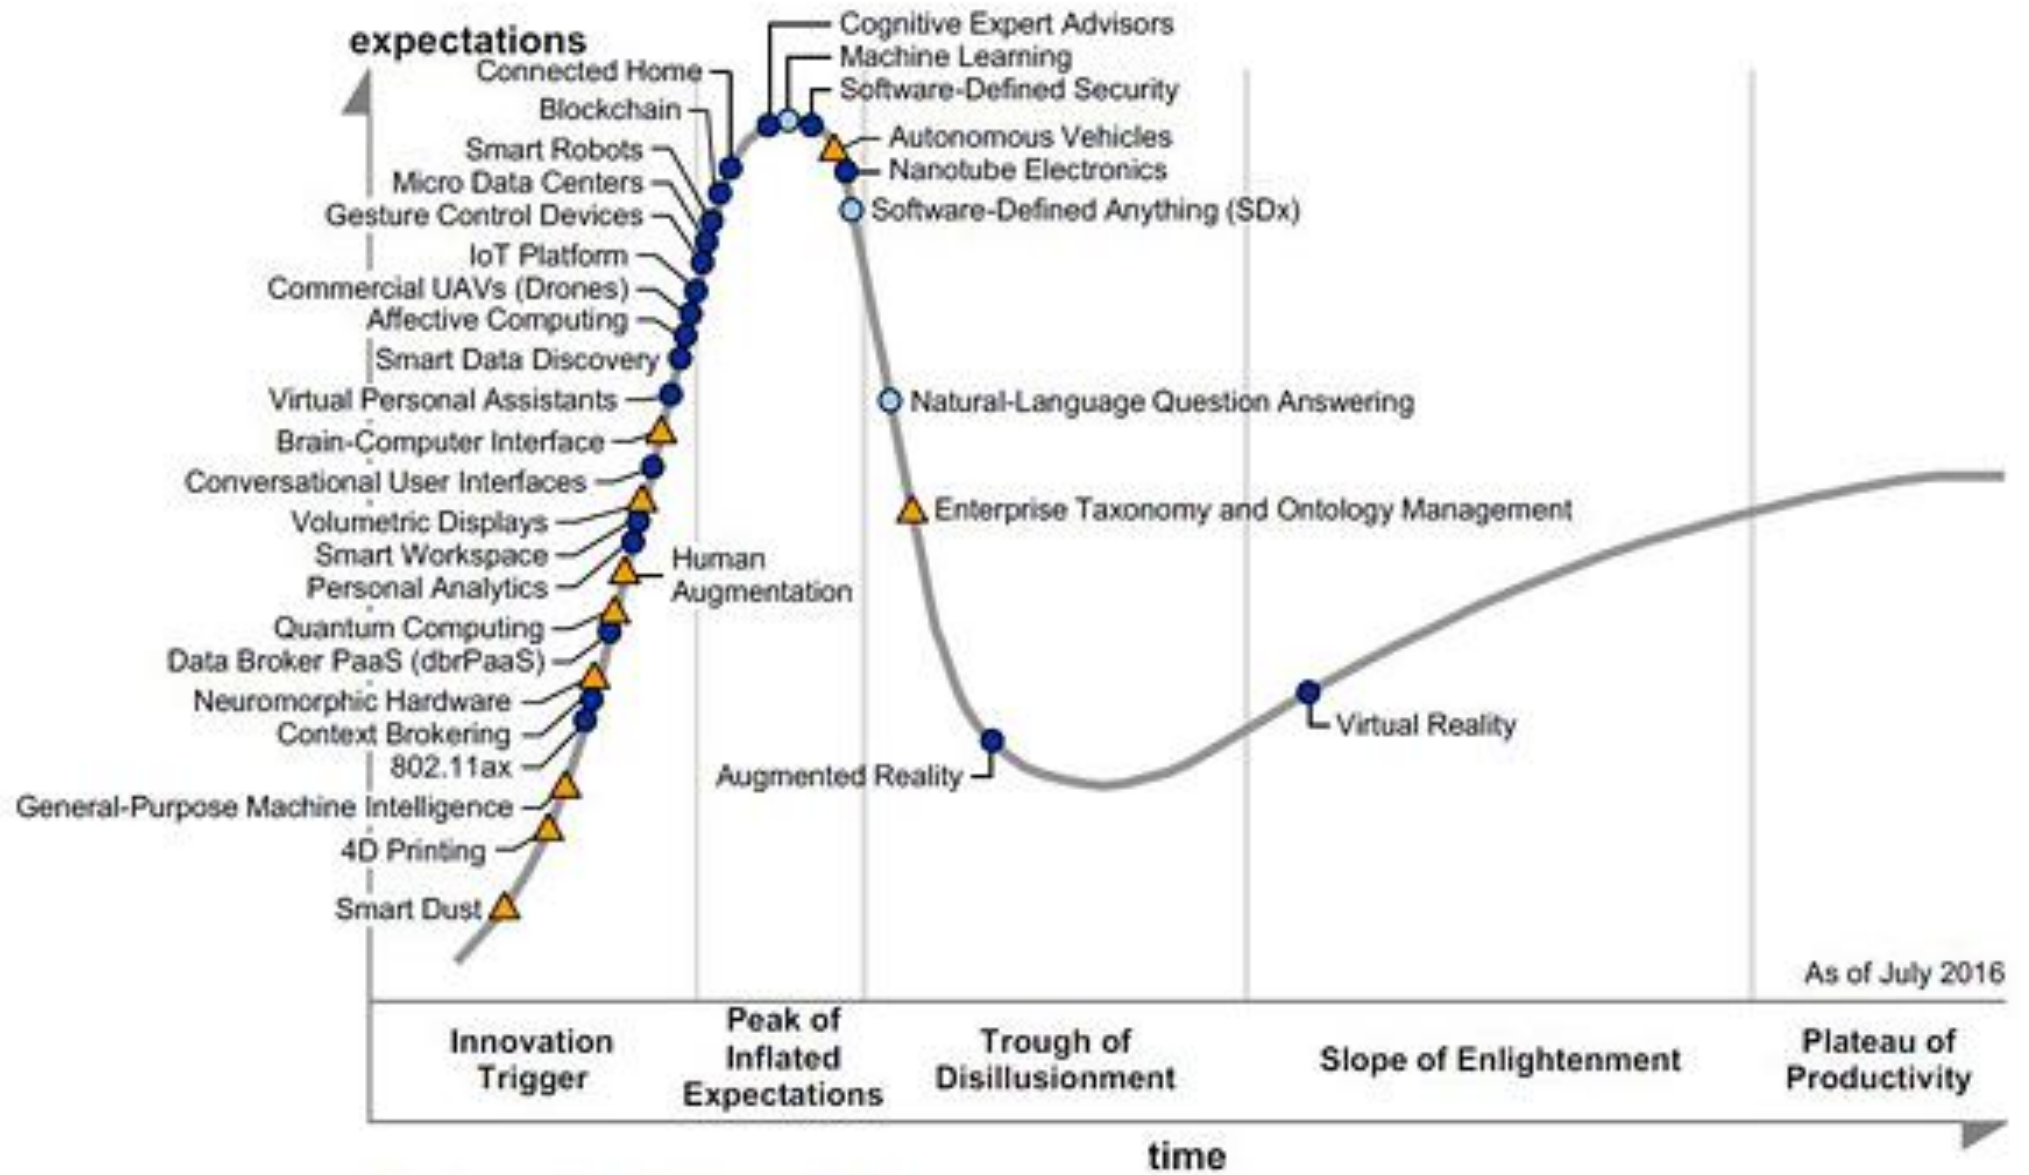 expectations
Cognitive Expert Advisors
Machine Learning
Connected Home
Software-Defined Security
Blockchain
Autonomous Vehicles
Smart Robots
Nanotube Electronics
Micro Data Centers
Software-Defined Anything (SDx)
Gesture Control Devices
IoT Platform
Commercial UAVs (Drones)
Affective Computing
Smart Data Discovery
Virtual Personal Assistants
Natural-Language Question Answering
Brain-Computer Interface
Conversational User Interfaces
Enterprise Taxonomy and Ontology Management
Volumetric Displays
Smart Workspace
Human
Augmentation
Personal Analytics
Quantum Computing
Data Broker PaaS (dbrPaaS)
Neuromorphic Hardware
Virtual Reality
Context Brokering
802.11ax
Augmented Reality
General-Purpose Machine Intelligence
4D Printing
Smart Dust
As of July 2016
Innovation
Trigger
Peak of
Inflated
Expectations
Trough of
Disillusionment
Slope of Enlightenment
Plateau of
Productivity
time